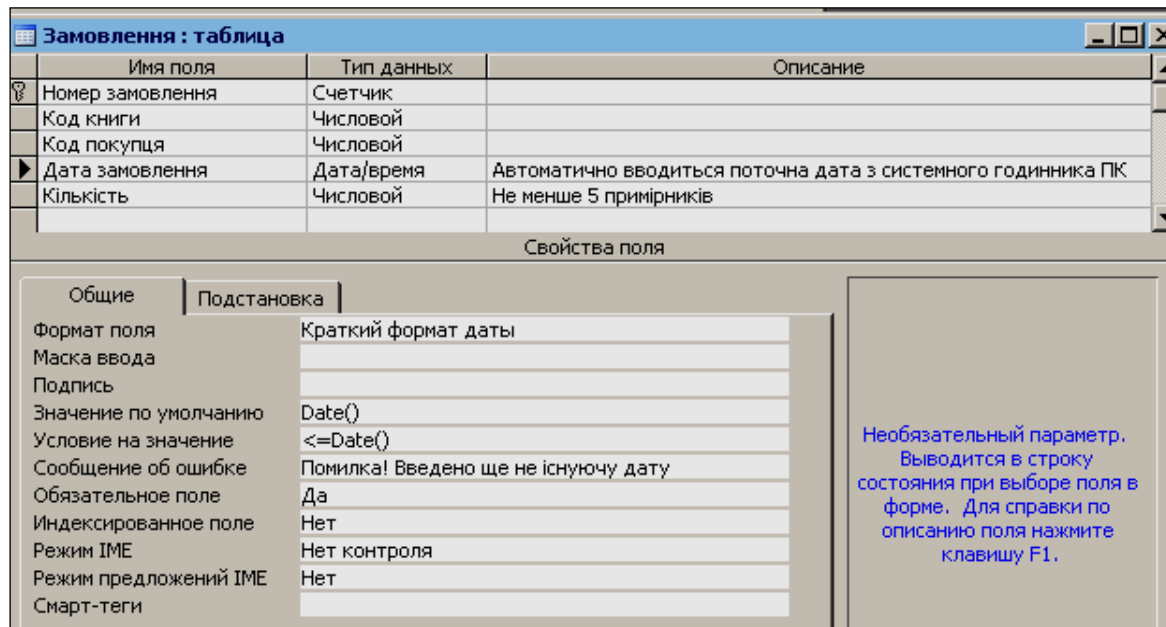 Замовлення : таблица
Имя поля Тип данных Описание
Номер замовлення Счетчик
Код книги Числовой
Код покупця Числовой
Дата замовлення Дата/время Автоматично вводиться поточна дата з системного годинника ПК
Кількість Числовой Не менше 5 примірників
Свойства поля
Общие Подстановка
Формат поля Краткий формат даты
Маска ввода
Подпись
Значение по умолчанию Date()
Условие на значение <=Date()
Сообщение об ошибке Помилка! Введено ще не існуючу дату
Обязательное поле Да
Индексированное поле Нет
Режим IME Нет контроля
Режим предложений IME Нет
Смарт-теги
Необязательный параметр.
Выводится в строку
состояния при выборе поля в
форме. Для справки по
описанию поля нажмите
клавишу F1.